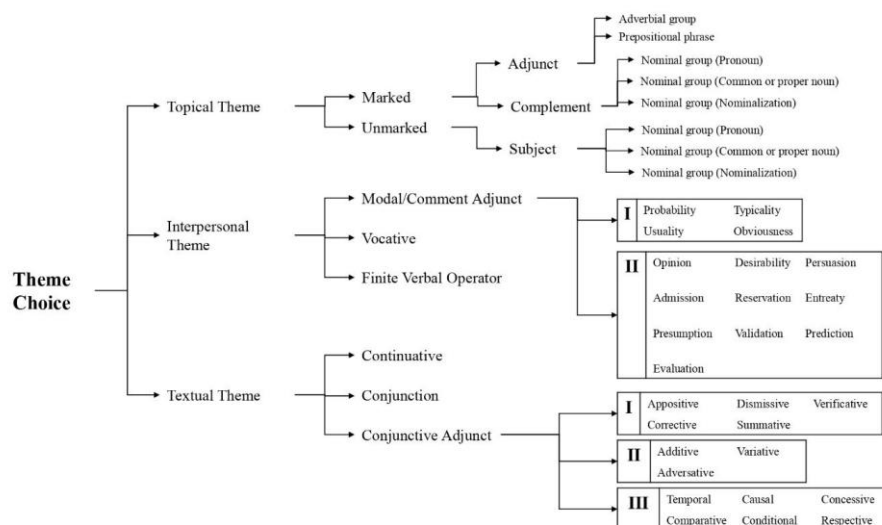 Theme
Choice
Topical Theme
Marked
Unmarked
Adjunct
Complement
Subject
Adverbial group
Prepositional phrase
Nominal group (Pronoun)
Nominal group (Common or proper noun)
Nominal group (Nominalization)
Nominal group (Pronoun)
Nominal group (Common or proper noun)
Nominal group (Nominalization)
Interpersonal
Theme
Modal/Comment Adjunct
Vocative
Finite Verbal Operator
I
Probability Typicality
Usuality Obviousness
II
Opinion Desirability Persuasion
Admission Reservation Entreaty
Presumption Validation Prediction
Evaluation
Textual Theme
Continuative
Conjunction
Conjunctive Adjunct
I
Appositive Dismissive Verificative
Corrective Summative
II
Additive Variative
Adversative
III
Temporal Causal Concessive
Comparative Conditional Respective